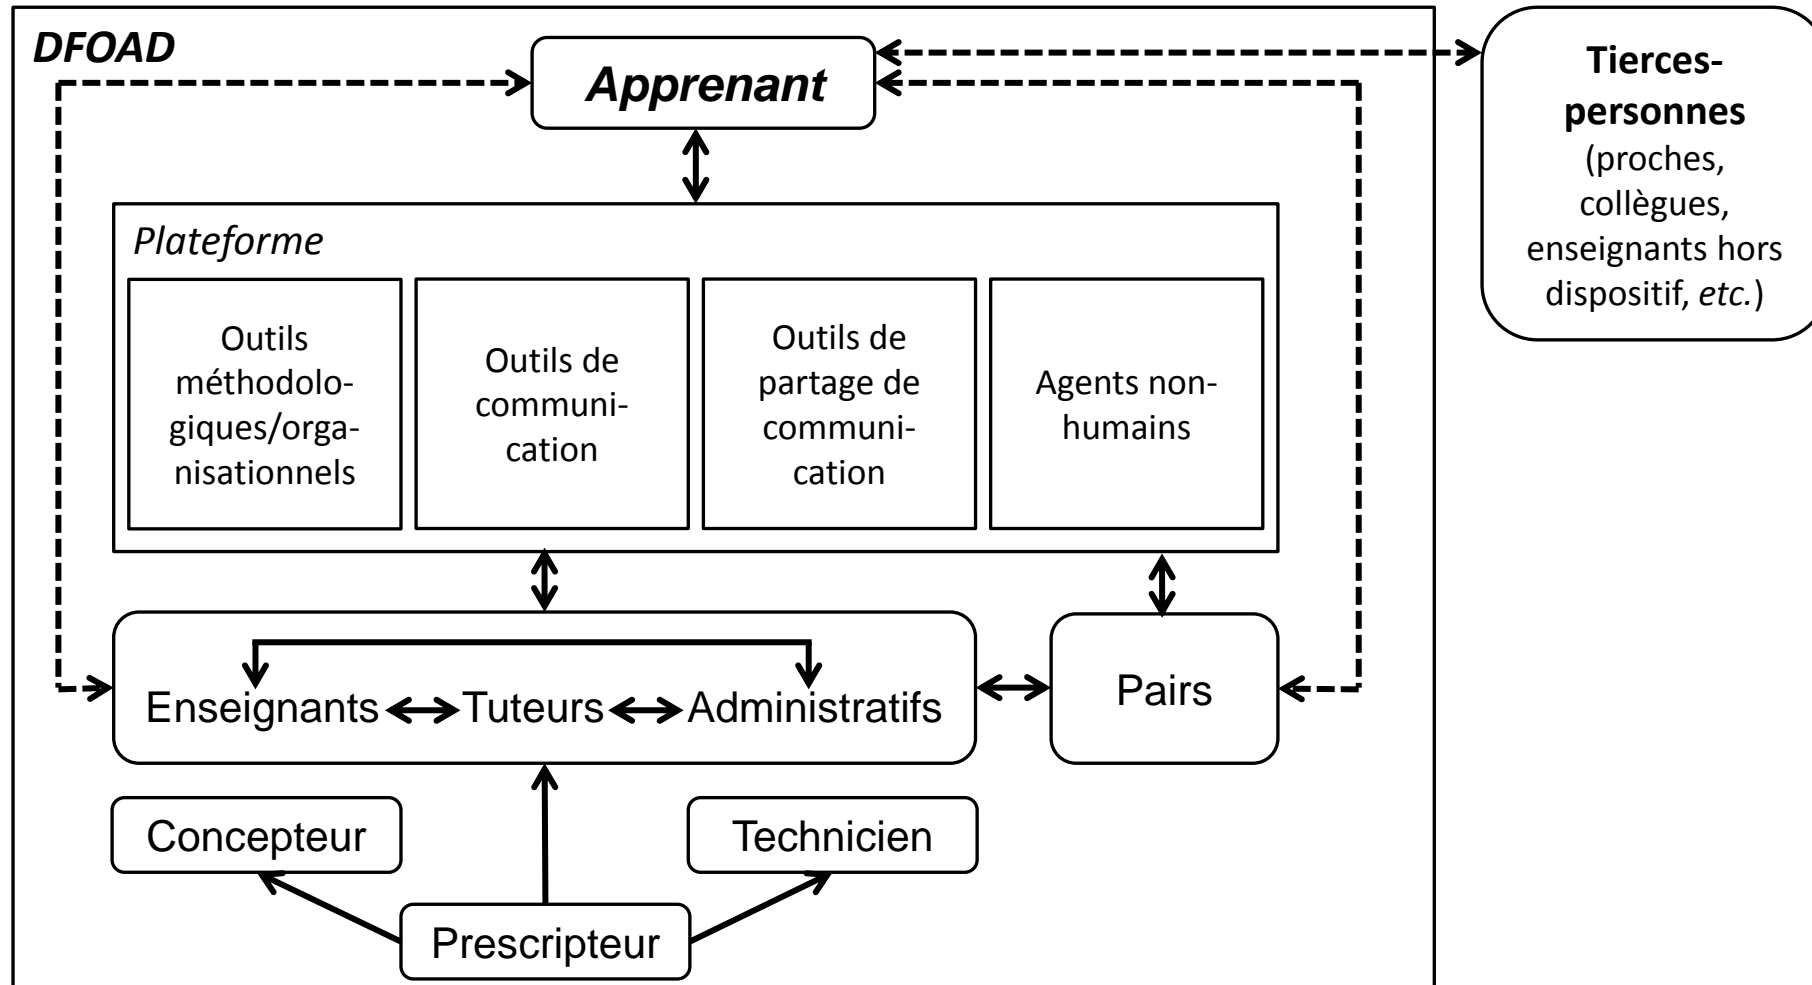 DFOAD
Apprenant
Tierces-
personnes
(proches,
collègues,
enseignants hors
dispositif, etc.)
Plateforme
Outils
méthodolo-
giques/orga-
nisationnels
Outils de
communi-
cation
Outils de
partage de
communi-
cation
Agents non-
humains
Enseignants
Tuteurs
Administratifs
Pairs
Concepteur
Technicien
Prescripteur